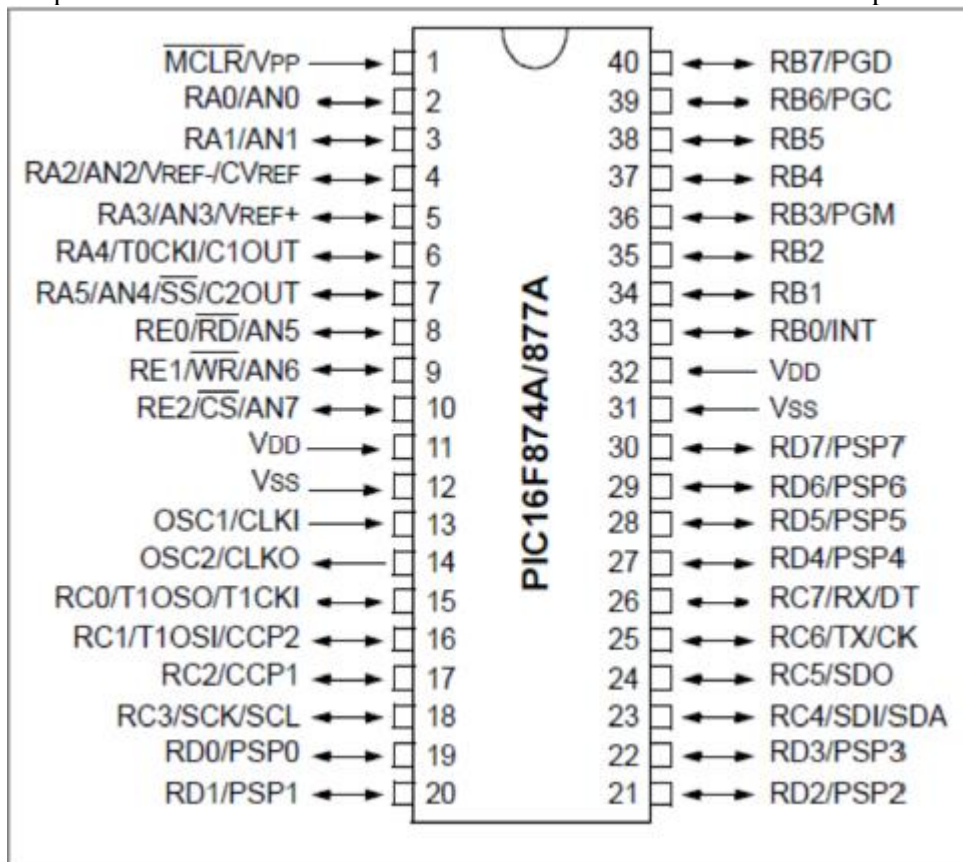 MCLR/VPP 1 40 RB7/PGD
RA0/AN0 2 39 RB6/PGC
RA1/AN1 3 38 RB5
RA2/AN2/VREF-/CVREF 4 37 RB4
RA3/AN3/VREF+ 5 36 RB3/PGM
RA4/T0CKI/C1OUT 6 35 RB2
RA5/AN4/SS/C2OUT 7 34 RB1
RE0/RD/AN5 8 33 RB0/INT
RE1/WR/AN6 9 32 VDD
RE2/CS/AN7 10 31 VSS
VDD 11 30 RD7/PSP7
VSS 12 29 RD6/PSP6
OSC1/CLKI 13 28 RD5/PSP5
OSC2/CLKO 14 27 RD4/PSP4
RC0/T1OSO/T1CKI 15 26 RC7/RX/DT
RC1/T1OSI/CCP2 16 25 RC6/TX/CK
RC2/CCP1 17 24 RC5/SDO
RC3/SCK/SCL 18 23 RC4/SDI/SDA
RD0/PSP0 19 22 RD3/PSP3
RD1/PSP1 20 21 RD2/PSP2
PIC16F874A/877A